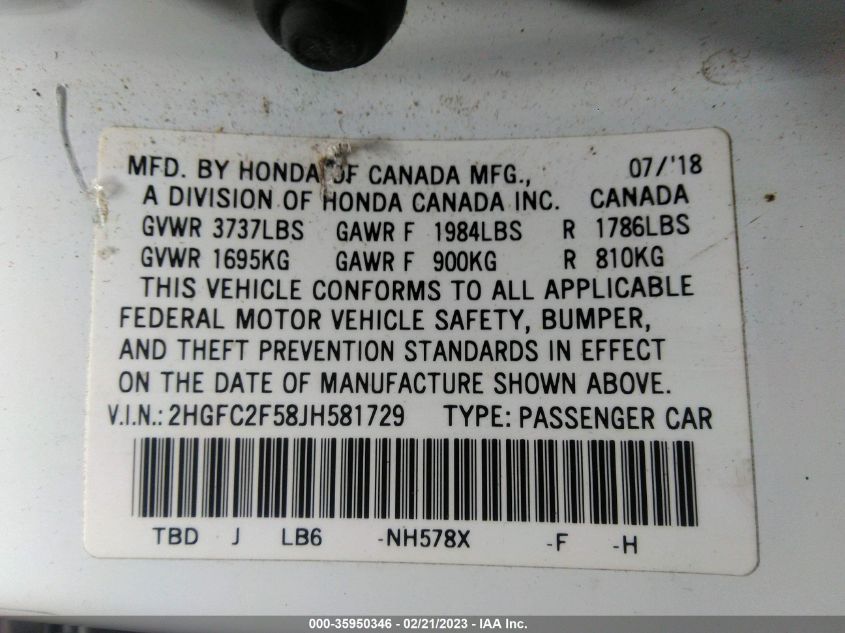 MFD. BY HONDA OF CANADA MFG., 07/'18
A DIVISION OF HONDA CANADA INC. CANADA
GVWR 3737LBS GAWR F 1984LBS R 1786LBS
GVWR 1695KG GAWR F 900KG R 810KG
THIS VEHICLE CONFORMS TO ALL APPLICABLE
FEDERAL MOTOR VEHICLE SAFETY, BUMPER,
AND THEFT PREVENTION STANDARDS IN EFFECT
ON THE DATE OF MANUFACTURE SHOWN ABOVE.
V.I.N.: 2HGFC2F58JH581729 TYPE: PASSENGER CAR
TBD J LB6 -NH578X -F -H
000-35950346 - 02/21/2023 - IAA Inc.